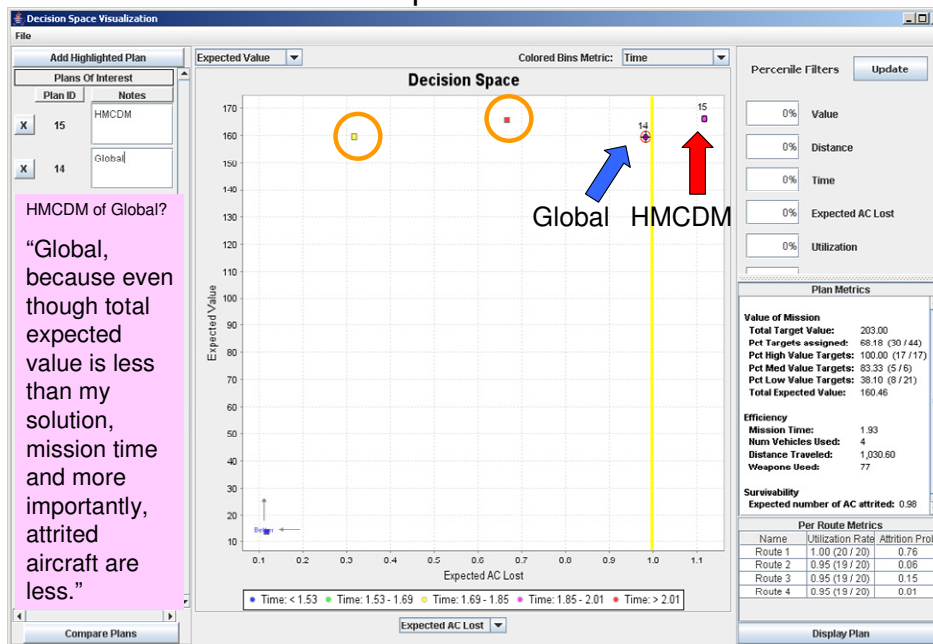 Decision Space Visualization
File
Add Highlighted Plan
Plans Of Interest
Plan ID Notes
X 15 HMCDM
X 14 Global
HMCDM of Global?
“Global,
because even
though total
expected
value is less
than my
solution,
mission time
and more
importantly,
attrited
aircraft are
less.”
Compare Plans
Expected Value
Colored Bins Metric: Time
Decision Space
170
160
150
140
130
120
110
100
90
80
70
60
50
40
30
20
10
Expected Value
14
15
Global HMCDM
0.1 0.2 0.3 0.4 0.5 0.6 0.7 0.8 0.9 1.0 1.1
Expected AC Lost
Time: < 1.53 Time: 1.53 - 1.69 Time: 1.69 - 1.85 Time: 1.85 - 2.01 Time: > 2.01
Expected AC Lost
Percenile Filters Update
0% Value
0% Distance
0% Time
0% Expected AC Lost
0% Utilization
Plan Metrics
Value of Mission
Total Target Value: 203.00
Pct Targets assigned: 68.18 (30 / 44)
Pct High Value Targets: 100.00 (17 / 17)
Pct Med Value Targets: 83.33 (5 / 6)
Pct Low Value Targets: 38.10 (8 / 21)
Total Expected Value: 160.46
Efficiency
Mission Time: 1.93
Num Vehicles Used: 4
Distance Traveled: 1,030.60
Weapons Used: 77
Survivability
Expected number of AC attrited: 0.98
Per Route Metrics
Name Utilization Rate Attrition Prob
Route 1 1.00 (20 / 20) 0.76
Route 2 0.95 (19 / 20) 0.06
Route 3 0.95 (19 / 20) 0.15
Route 4 0.95 (19 / 20) 0.01
Display Plan